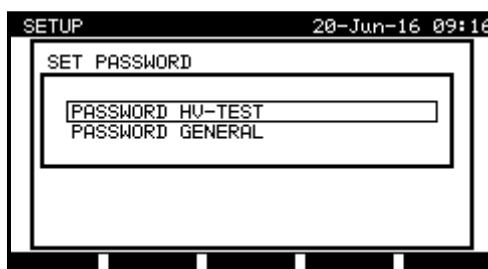 SETUP 20-Jun-16 09:16
SET PASSWORD
PASSWORD HV-TEST
PASSWORD GENERAL